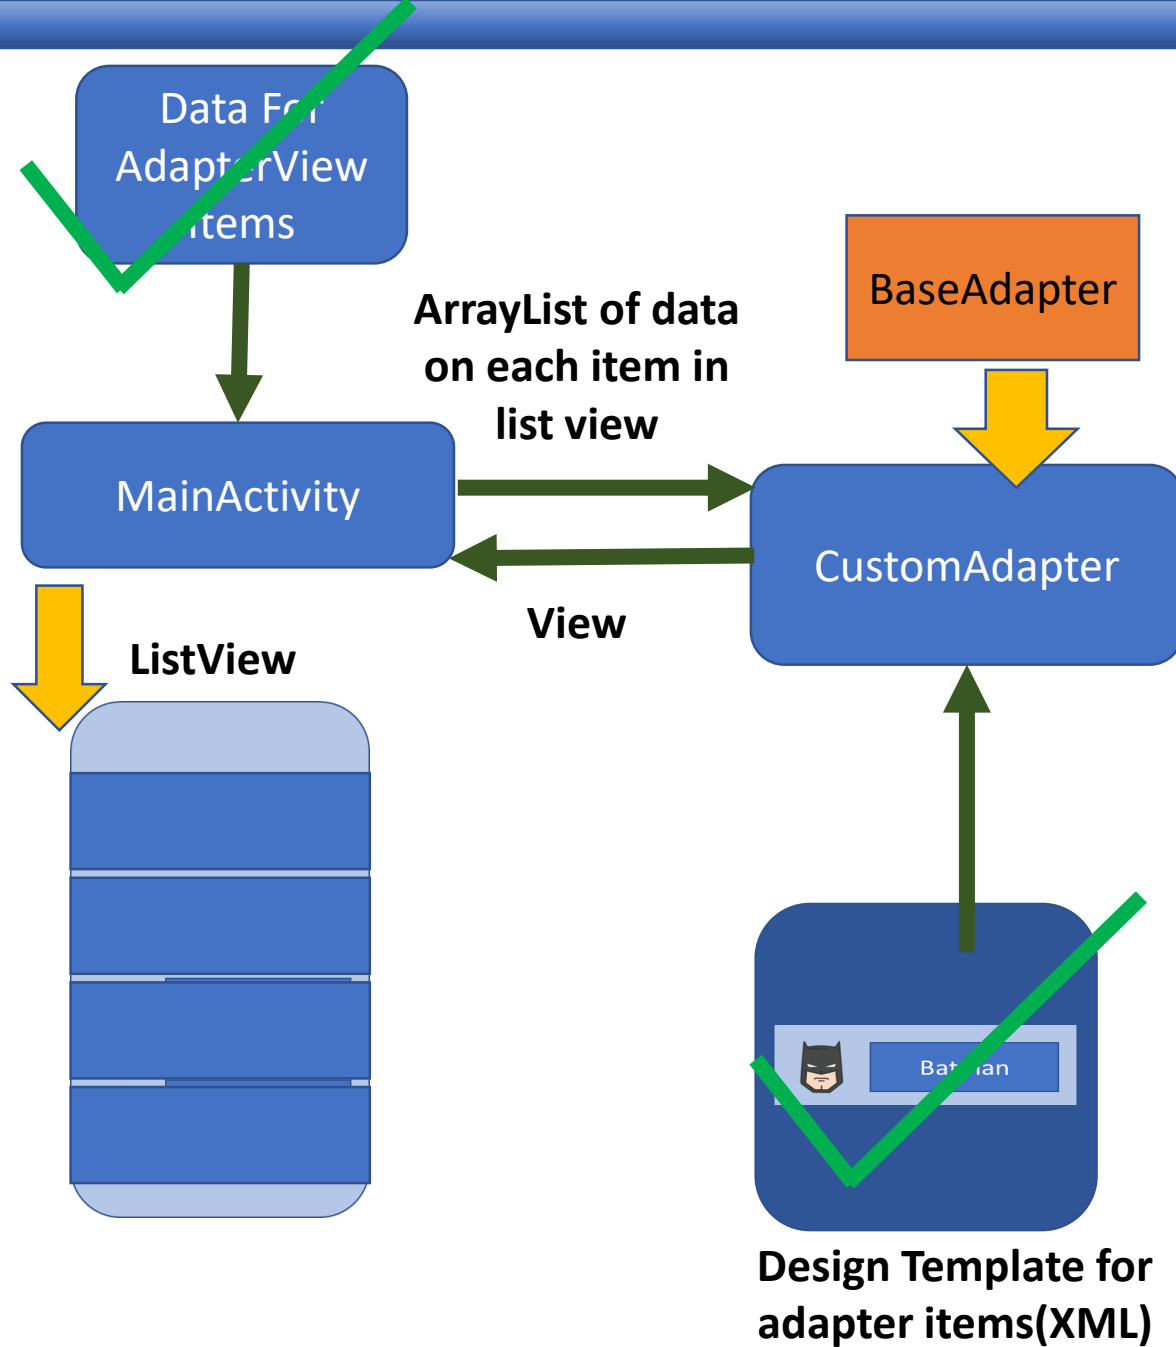 Data For
AdapterView
Items
BaseAdapter
ArrayList of data
on each item in
list view
MainActivity
CustomAdapter
View
ListView
Batman
Design Template for
adapter items(XML)